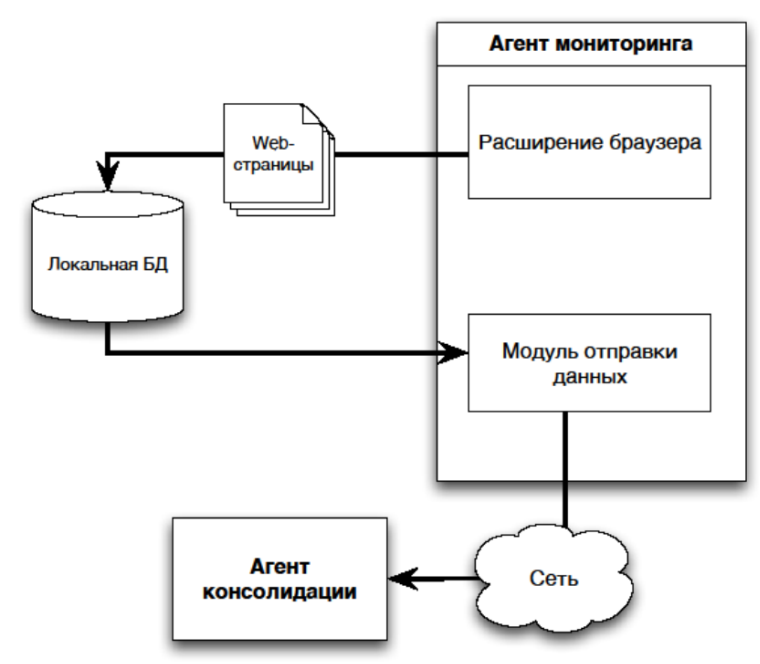 Агент мониторинга
Web-
страницы
Расширение браузера
Локальная БД
Модуль отправки
данных
Агент
консолидации
Сеть